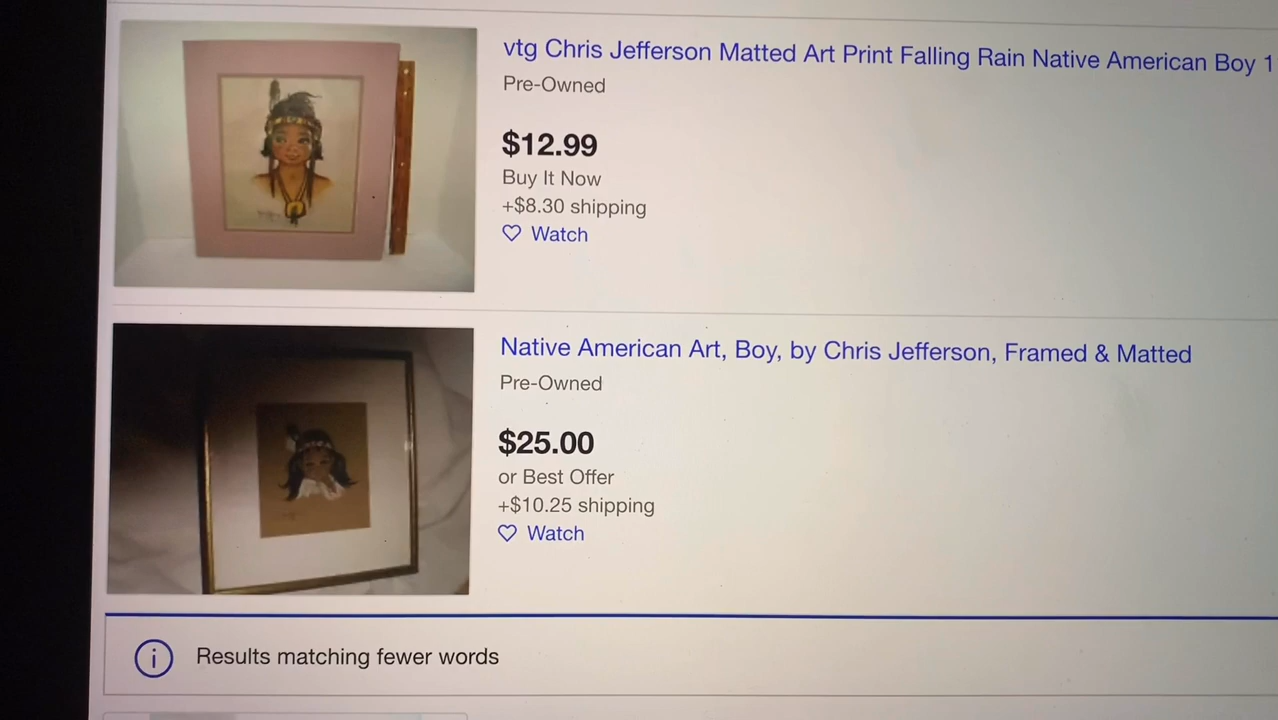 vtg Chris Jefferson Matted Art Print Falling Rain Native American Boy 1
Pre-Owned
$12.99
Buy It Now
+$8.30 shipping
Watch
Native American Art, Boy, by Chris Jefferson, Framed & Matted
Pre-Owned
$25.00
or Best Offer
+$10.25 shipping
Watch
Results matching fewer words